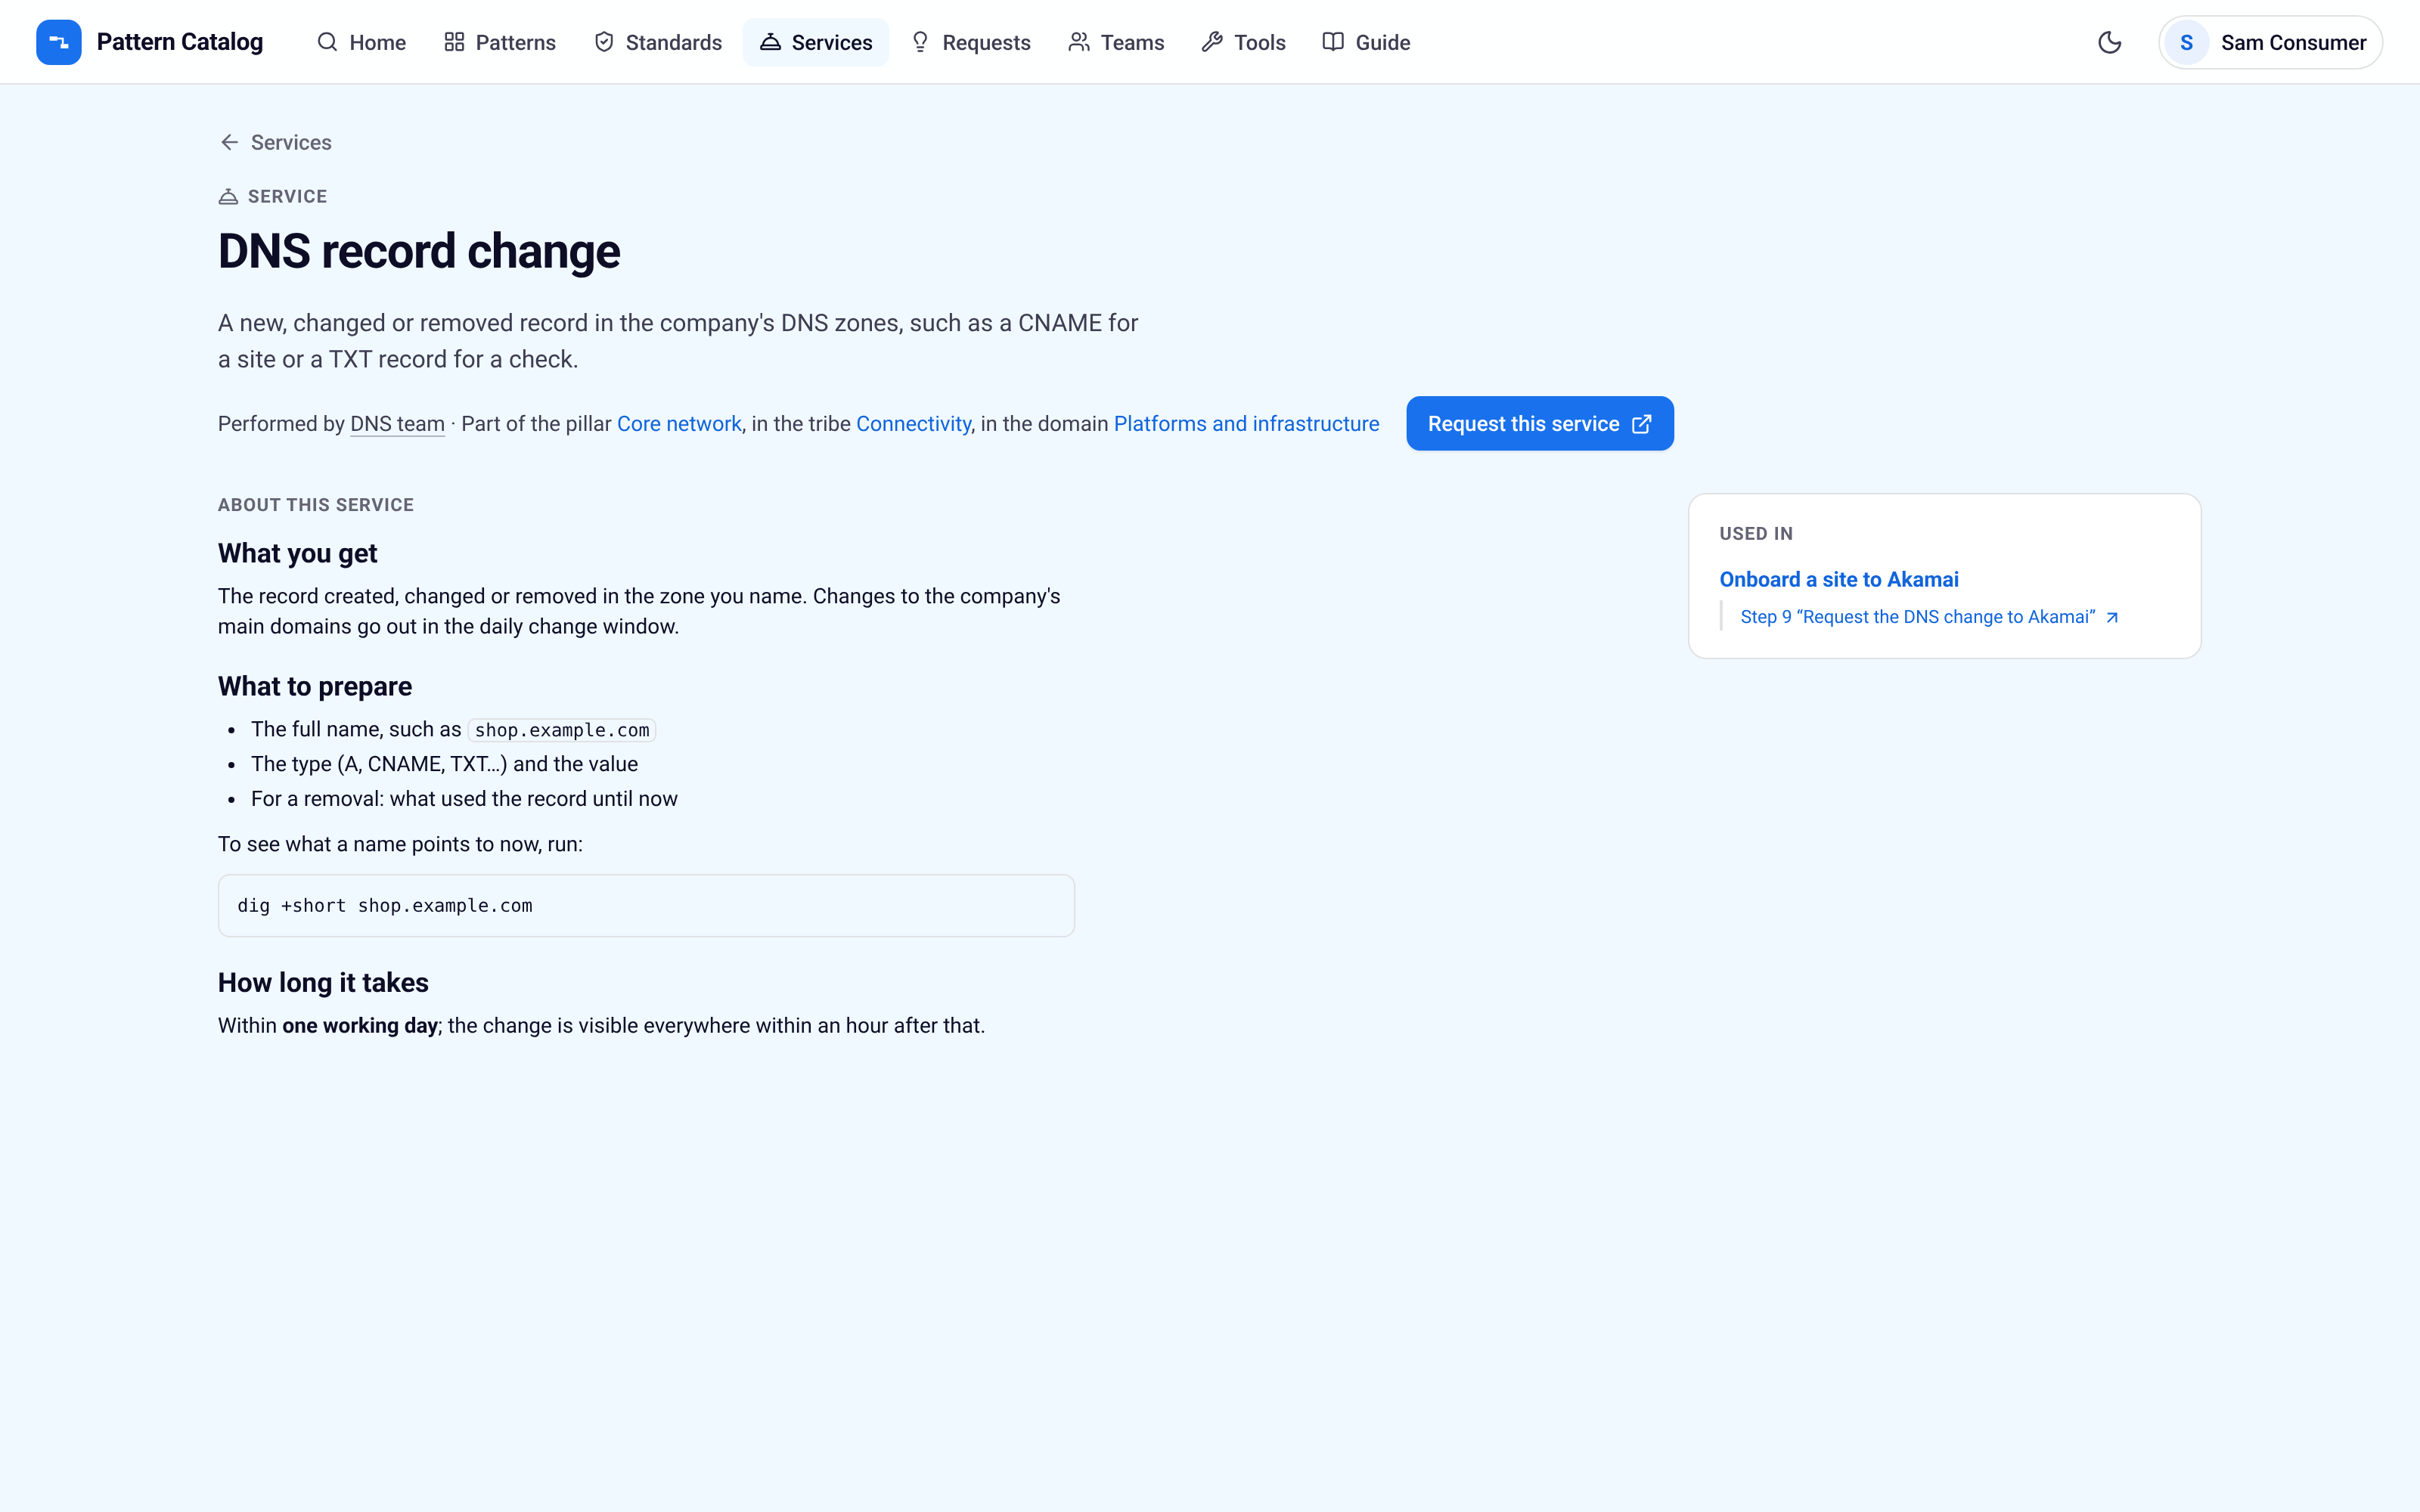 Pattern Catalog
Home
Patterns
Standards
Services
Requests
Teams
Tools
Guide
S
Sam Consumer
Services
SERVICE
DNS record change
A new, changed or removed record in the company's DNS zones, such as a CNAME for
a site or a TXT record for a check.
Performed by DNS team · Part of the pillar Core network, in the tribe Connectivity, in the domain Platforms and infrastructure
Request this service
ABOUT THIS SERVICE
What you get
The record created, changed or removed in the zone you name. Changes to the company's
main domains go out in the daily change window.
What to prepare
• The full name, such as shop.example.com
• The type (A, CNAME, TXT…) and the value
• For a removal: what used the record until now
To see what a name points to now, run:
dig +short shop.example.com
How long it takes
Within one working day; the change is visible everywhere within an hour after that.
USED IN
Onboard a site to Akamai
Step 9 “Request the DNS change to Akamai”